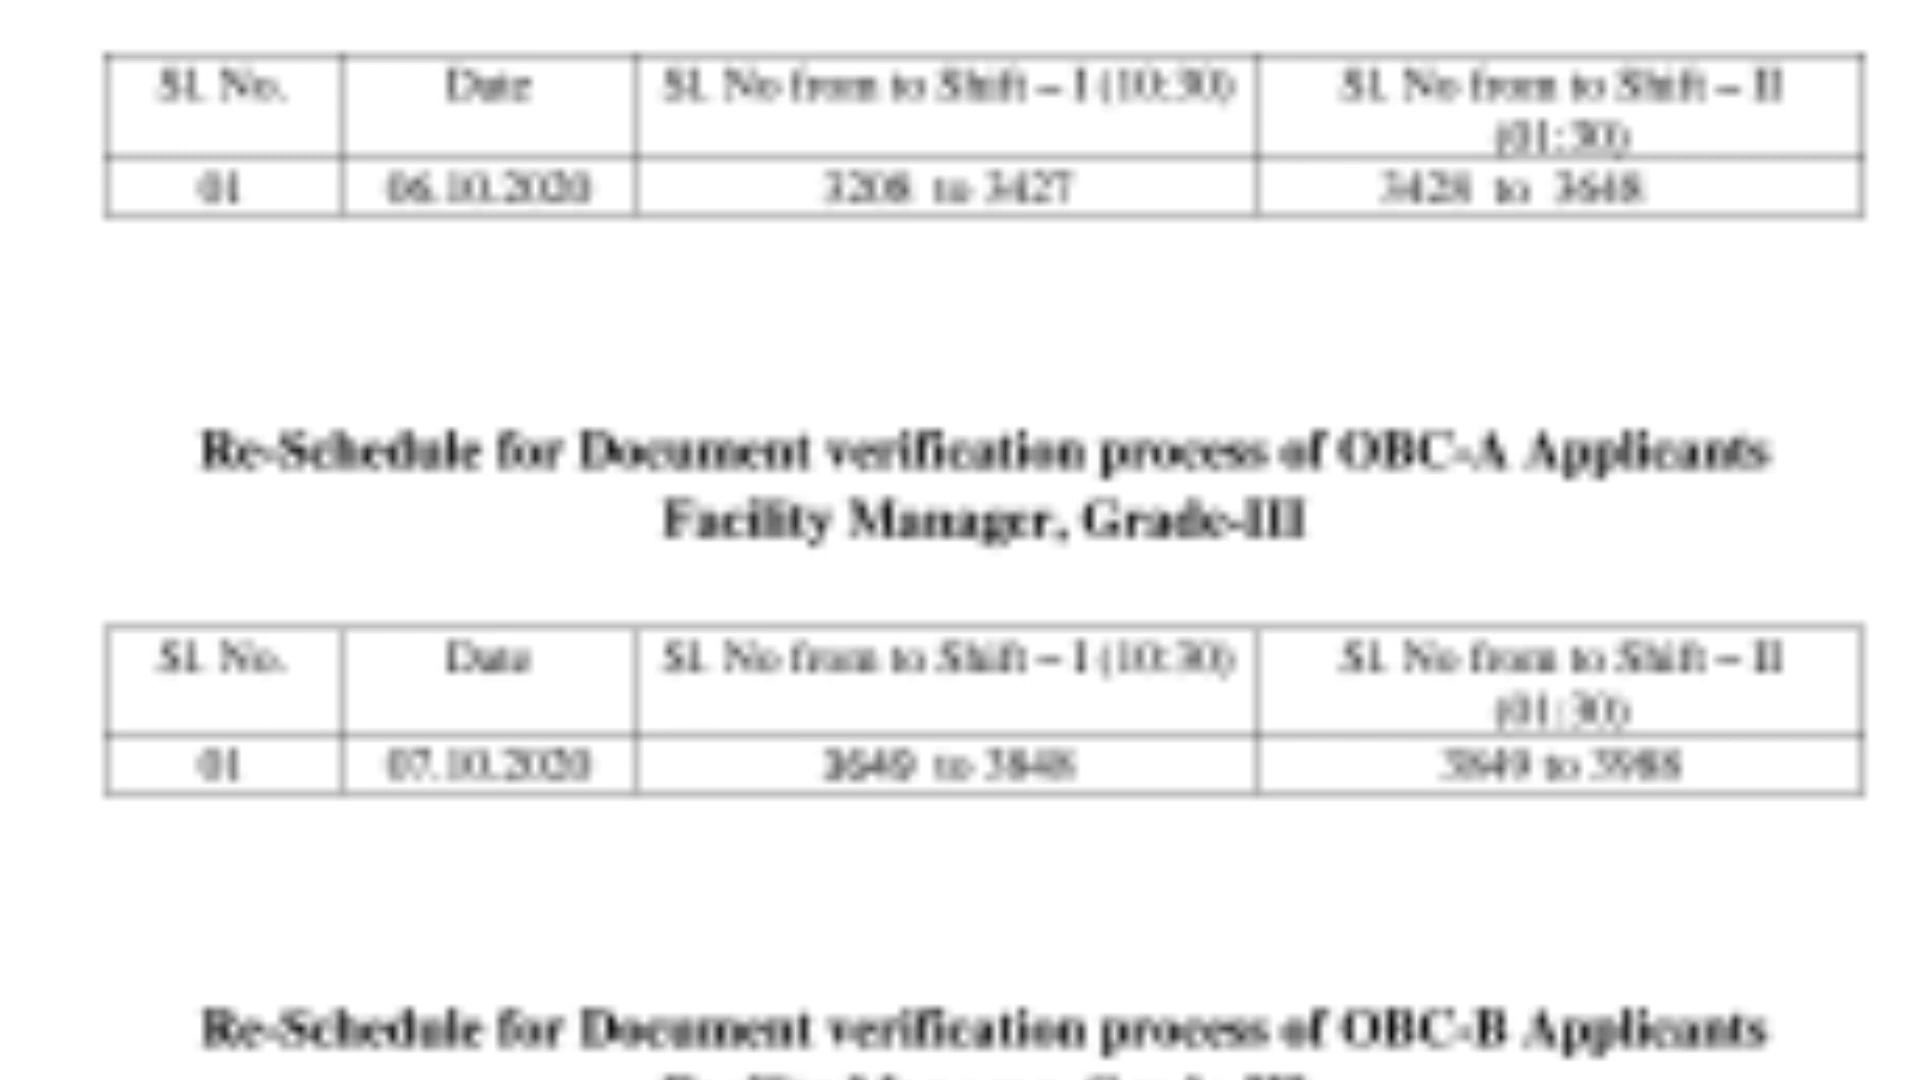 Sl. No. Date Sl. No from to Shift – I (10:30) Sl. No from to Shift – II
(01:30)
01 06.10.2020 3208 to 3427 3428 to 3648
Re-Schedule for Document verification process of OBC-A Applicants
Facility Manager, Grade-III
Sl. No. Date Sl. No from to Shift – I (10:30) Sl. No from to Shift – II
(01:30)
01 07.10.2020 3649 to 3848 3849 to 3988
Re-Schedule for Document verification process of OBC-B Applicants